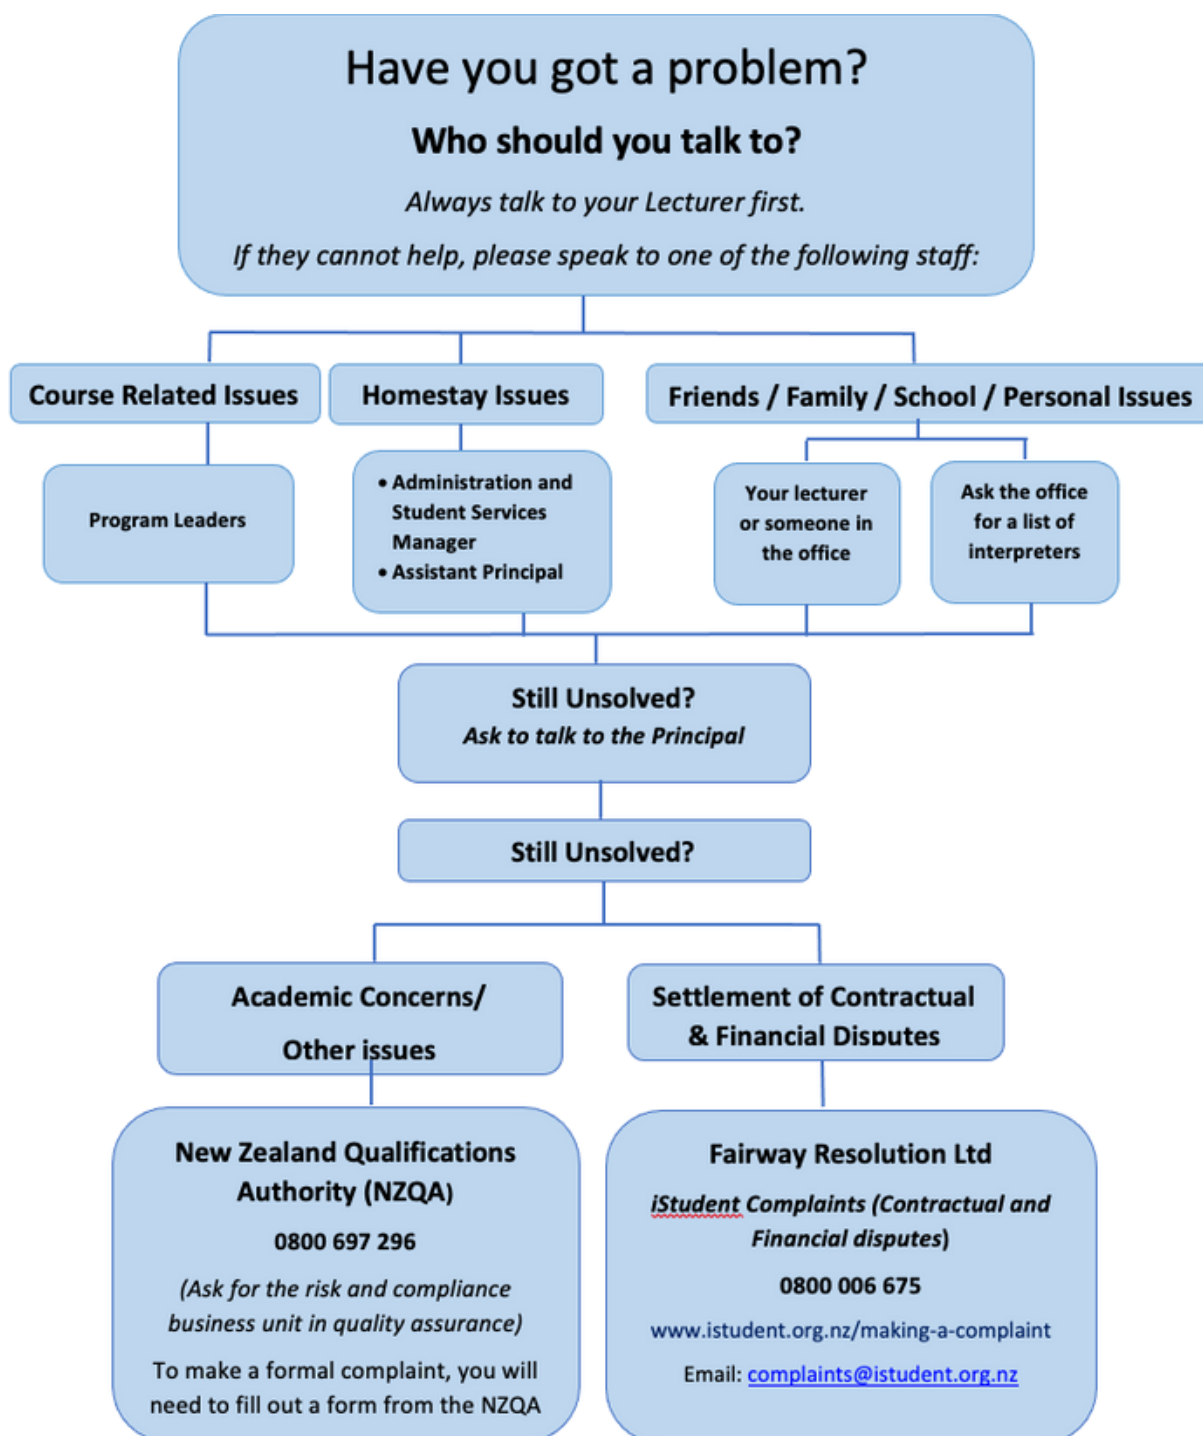 Have you got a problem?
Who should you talk to?
Always talk to your Lecturer first.
If they cannot help, please speak to one of the following staff:
Course Related Issues
Homestay Issues
Friends / Family / School / Personal Issues
Program Leaders
• Administration and
Student Services
Manager
• Assistant Principal
Your lecturer
or someone in
the office
Ask the office
for a list of
interpreters
Still Unsolved?
Ask to talk to the Principal
Still Unsolved?
Academic Concerns/
Other issues
Settlement of Contractual
& Financial Disputes
New Zealand Qualifications
Authority (NZQA)
0800 697 296
(Ask for the risk and compliance
business unit in quality assurance)
To make a formal complaint, you will
need to fill out a form from the NZQA
Fairway Resolution Ltd
iStudent Complaints (Contractual and
Financial disputes)
0800 006 675
www.istudent.org.nz/making-a-complaint
Email: complaints@istudent.org.nz